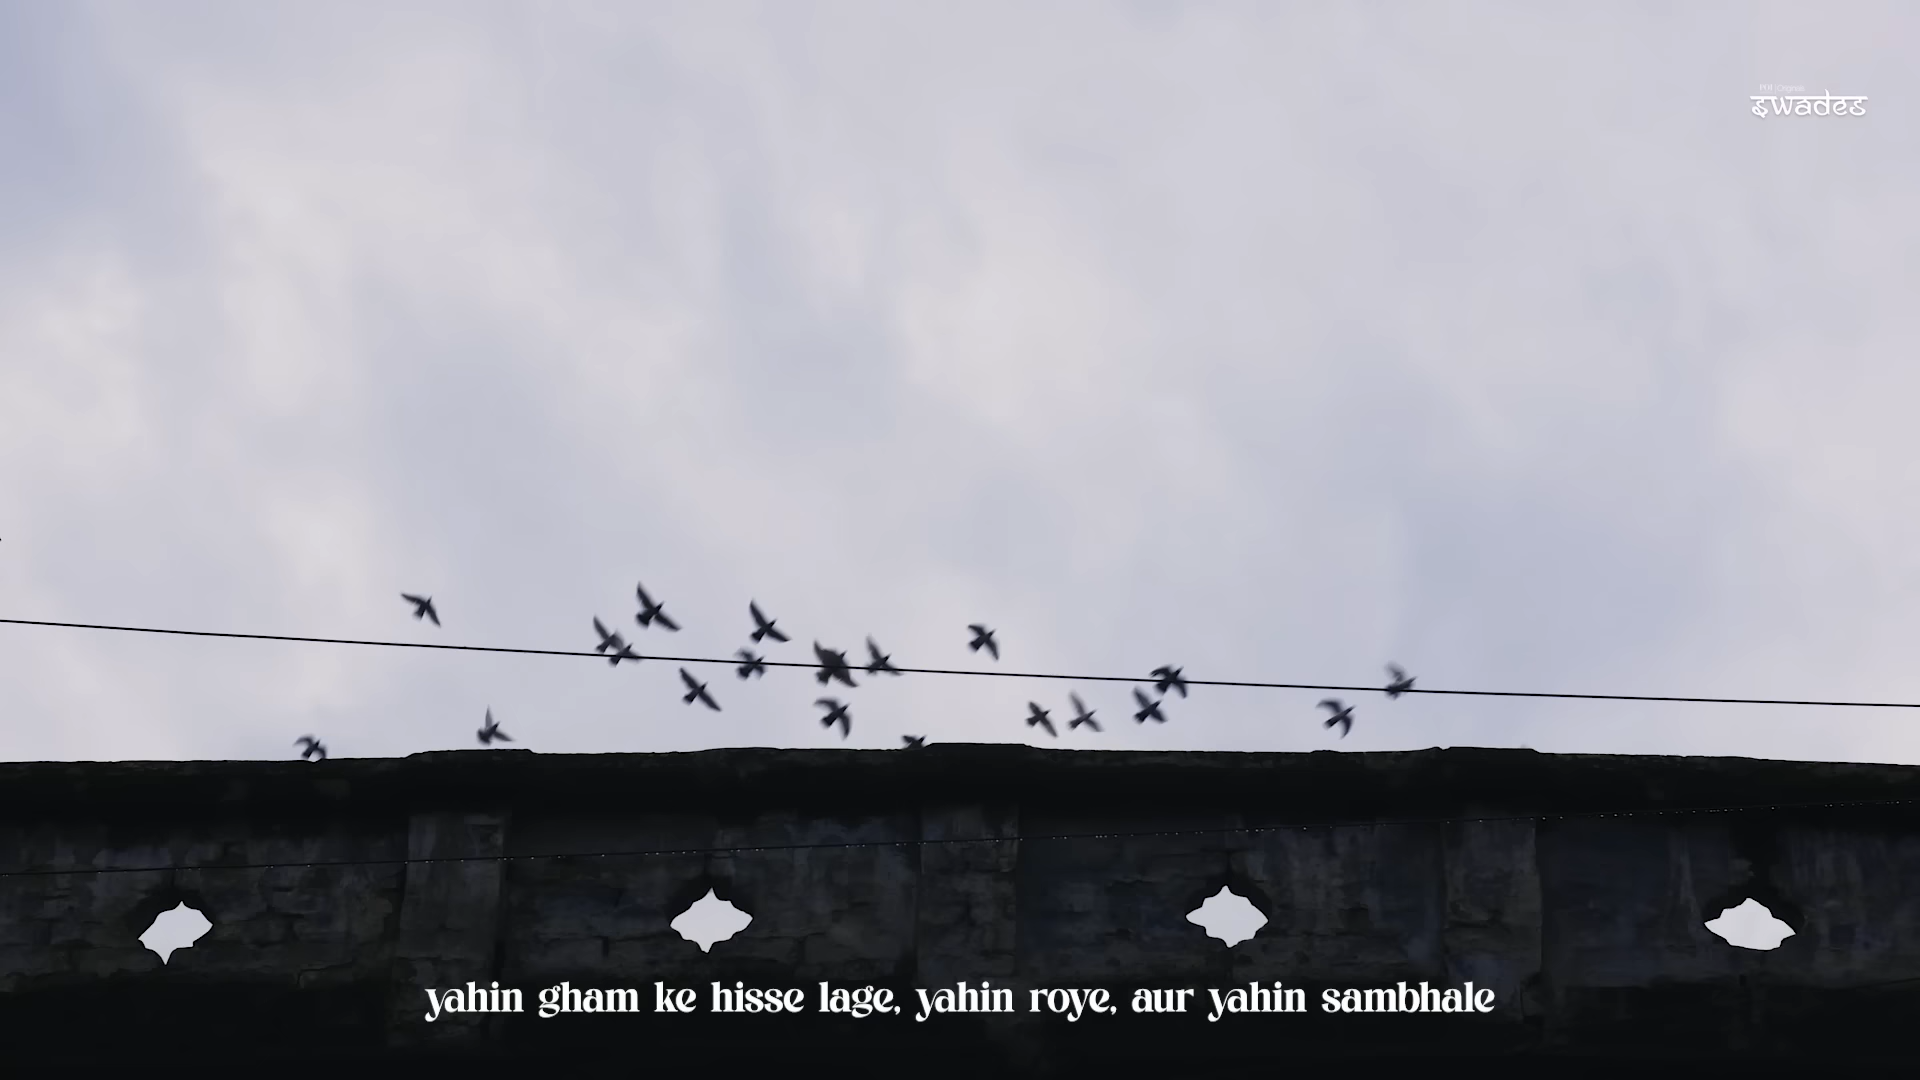 swades
yahin gham ke hisse lage, yahin roye, aur yahin sambhale